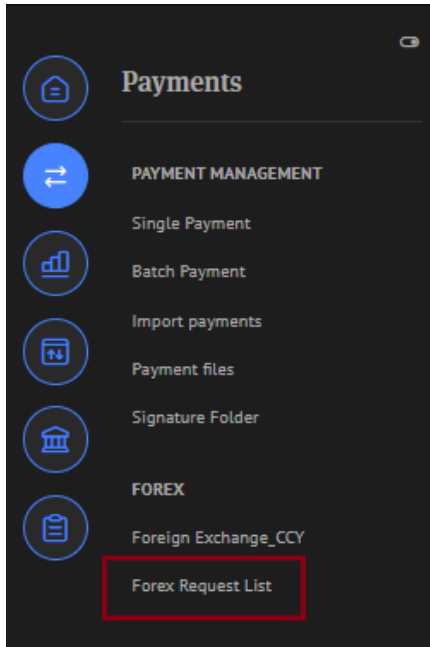 Payments
PAYMENT MANAGEMENT
Single Payment
Batch Payment
Import payments
Payment files
Signature Folder
FOREX
Foreign Exchange_CCY
Forex Request List